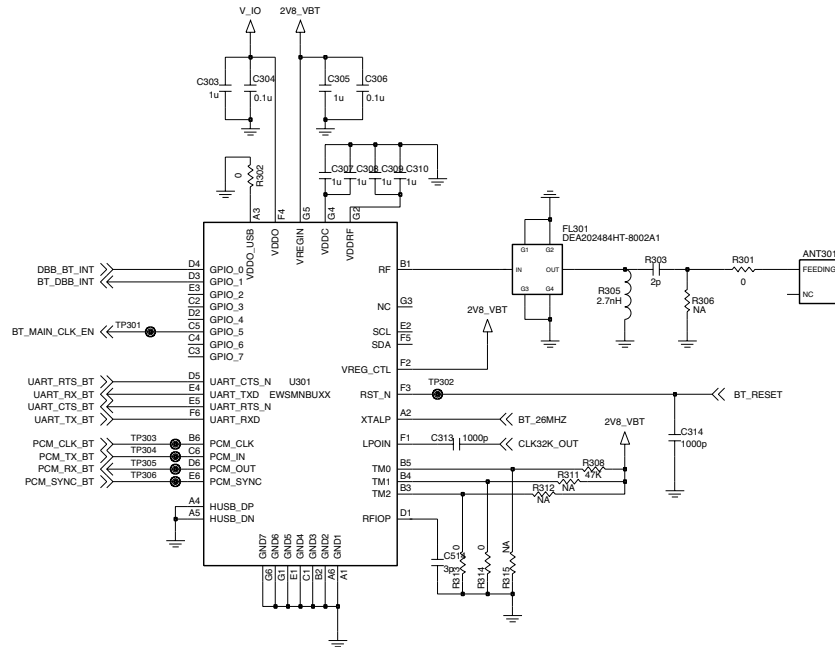 V_IO
2V8_VBT
C303
1u
C304
0.1u
C305
1u
C306
0.1u
0
R302
C307
1u
C308
1u
C309
1u
C310
1u
A3
F4
G5
G4
G2
VDDO_USB
VDDO
VREGIN
VDDC
VDDRF
DBB_BT_INT
D4
GPIO_0
BT_DBB_INT
D3
GPIO_1
E3
GPIO_2
C2
GPIO_3
D2
GPIO_4
BT_MAIN_CLK_EN
TP301
C5
GPIO_5
C4
GPIO_6
C3
GPIO_7
UART_RTS_BT
D5
UART_CTS_N
UART_RX_BT
E4
UART_TXD
UART_CTS_BT
E5
UART_RTS_N
UART_TX_BT
F6
UART_RXD
U301
EWSMNBUXX
PCM_CLK_BT
TP303
B6
PCM_CLK
PCM_TX_BT
TP304
C6
PCM_IN
PCM_RX_BT
TP305
D6
PCM_OUT
PCM_SYNC_BT
TP306
E6
PCM_SYNC
A4
HUSB_DP
A5
HUSB_DN
GND7
GND6
GND5
GND4
GND3
GND2
GND1
G6
G1
E1
C1
B2
A6
A1
RF
B1
NC
G3
SCL
E2
SDA
F5
VREG_CTL
F2
2V8_VBT
RST_N
F3
TP302
BT_RESET
XTALP
A2
BT_26MHZ
LPOIN
F1
C313
1000p
CLK32K_OUT
2V8_VBT
C314
1000p
TM0
B5
R308
47K
TM1
B4
R311
NA
TM2
B3
R312
NA
RFIOP
D1
C514
3p
R313
0
R314
0
R315
NA
FL301
DEA202484HT-8002A1
G1
G2
IN
OUT
G3
G4
R305
2.7nH
R303
2p
R306
NA
R301
0
ANT301
FEEDING
NC